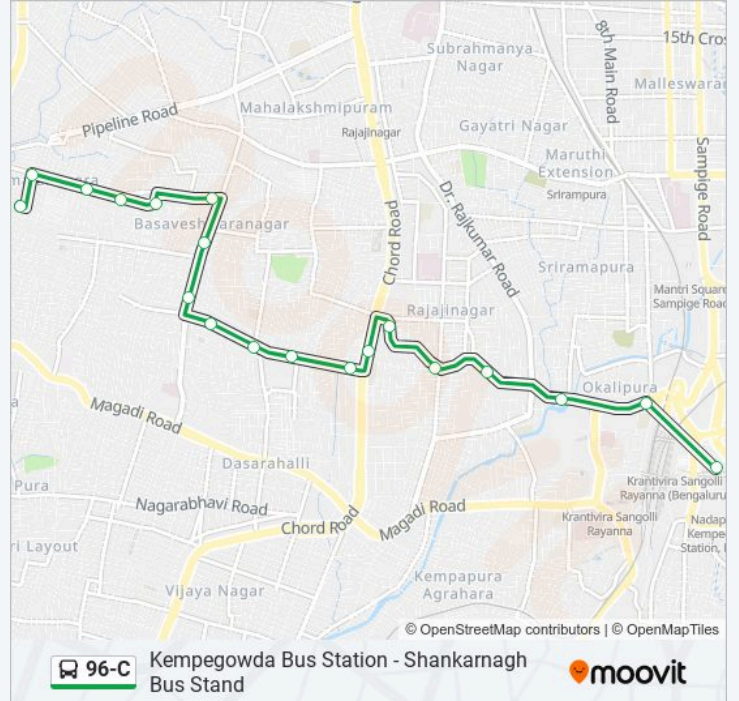 15th Cros
Subrahmanya
Nagar
8th Main Road
Malleswaram
Pipeline Road
Mahalakshmipuram
Rajajinagar
Gayatri Nagar
Maruthi
Extension
Sampige Road
Srirampura
Dr. Rajkumar Road
Chord Road
Sriramapura
Mantri Square
Sampige Road
Rajajinagar
Okalipura
Magadi Road
Dasarahalli
Krantivira Sangolli
Rayanna (Bengaluru
Pura
Nagarabhavi Road
Chord Road
Magadi Road
Krantivira Sangolli
Rayanna
Nadap
Kempe
Station,
ri Layout
Vijaya Nagar
Kempapura
Agrahara
© OpenStreetMap contributors | © OpenMapTiles
96-C
Kempegowda Bus Station - Shankarnagh
Bus Stand
moovit